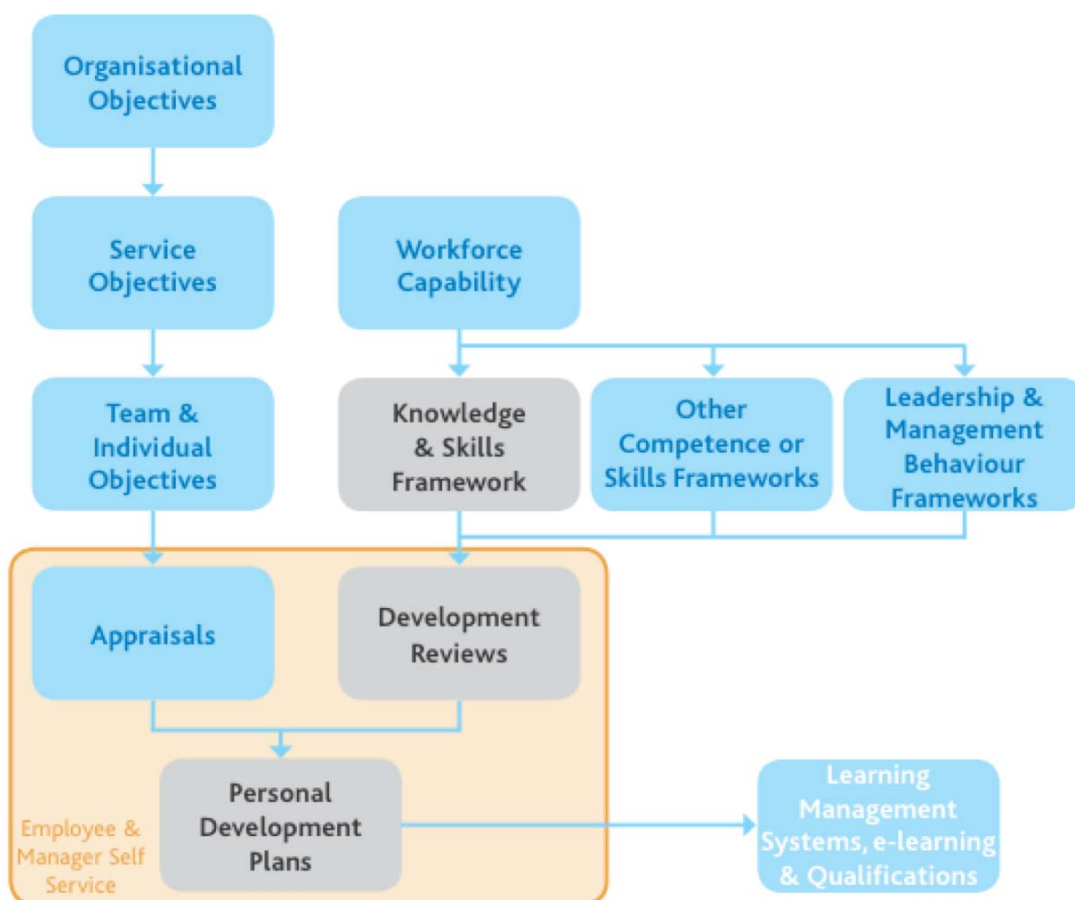 Organisational
Objectives
Service
Objectives
Workforce
Capability
Team &
Individual
Objectives
Knowledge
& Skills
Framework
Other
Competence or
Skills Frameworks
Leadership &
Management
Behaviour
Frameworks
Appraisals
Development
Reviews
Personal
Development
Plans
Employee &
Manager Self
Service
Learning
Management
Systems, e-learning
& Qualifications